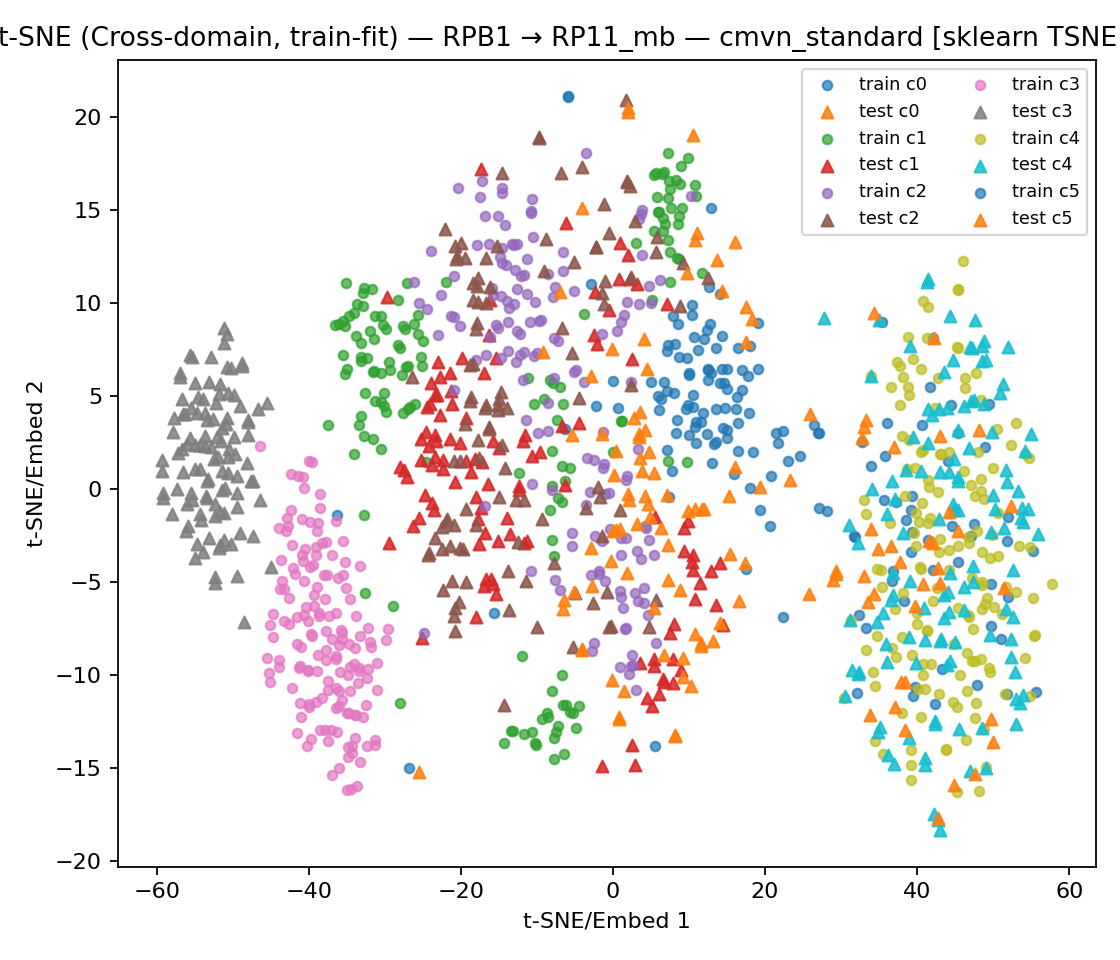 t-SNE (Cross-domain, train-fit) — RPB1 → RP11_mb — cmvn_standard [sklearn TSNE
train c0
test c0
train c1
test c1
train c2
test c2
train c3
test c3
train c4
test c4
train c5
test c5
20
15
10
5
0
−5
−10
−15
−20
t-SNE/Embed 2
−60
−40
−20
0
20
40
60
t-SNE/Embed 1